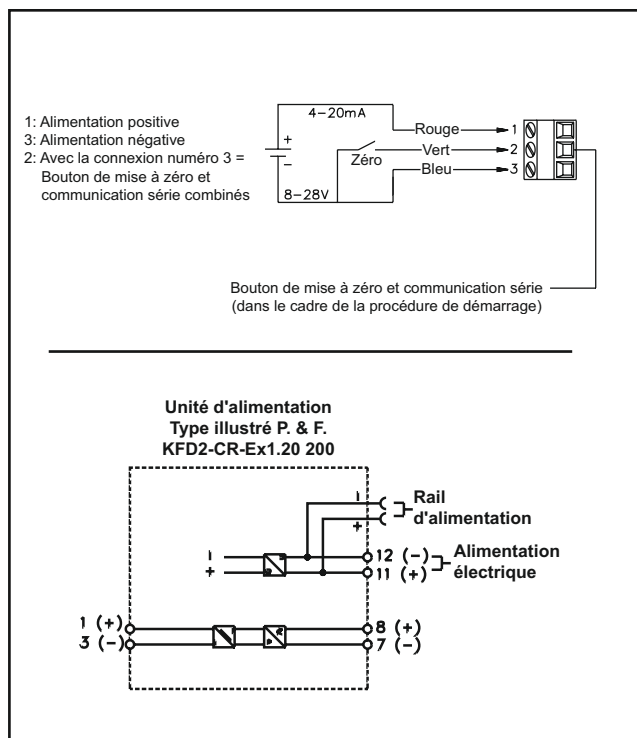 4-20mA
1: Alimentation positive
3: Alimentation négative
2: Avec la connexion numéro 3 =
Bouton de mise à zéro et
communication série combinés
+
−
Zéro
Rouge
1
Vert
2
Bleu
3
8-28V
Bouton de mise à zéro et communication série
(dans le cadre de la procédure de démarrage)
Unité d'alimentation
Type illustré P. & F.
KFD2-CR-Ex1.20 200
Rail
d'alimentation
+
12 (-)
11 (+)
Alimentation
électrique
+
1 (+)
3 (-)
8 (+)
7 (-)